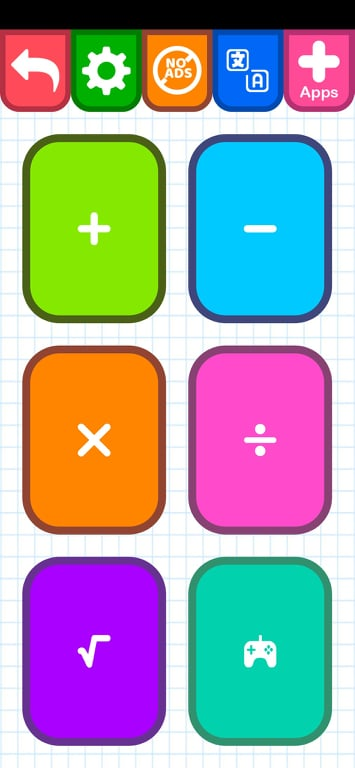 NO
ADS
文
A
Apps
+
−
×
÷
√